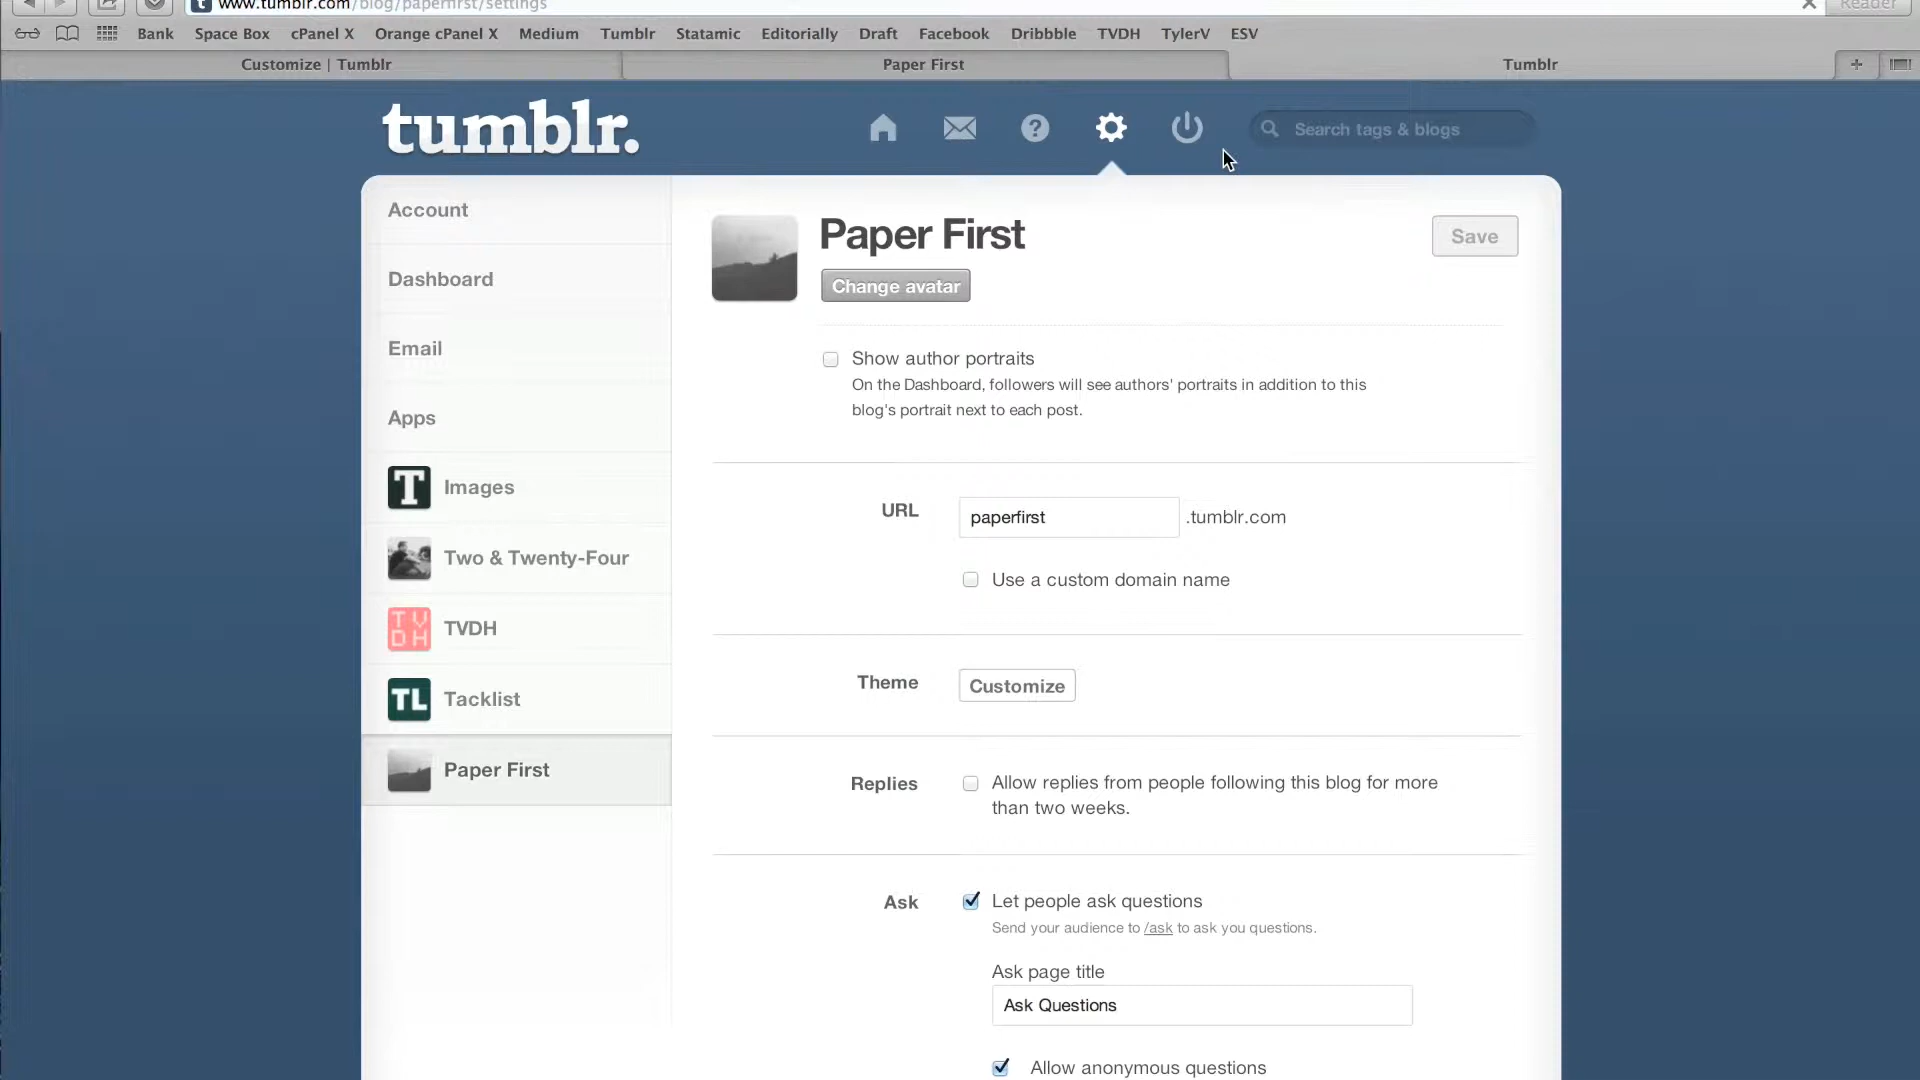 www.tumblr.com/blog/paperfirst/settings
Reader
Bank Space Box cPanel X Orange cPanel X Medium Tumblr Statamic Editorially Draft Facebook Dribbble TVDH TylerV ESV
Customize | Tumblr Paper First Tumblr
tumblr.
Search tags & blogs
Account
Dashboard
Email
Apps
T Images
Two & Twenty-Four
TV
DH
TVDH
TL Tacklist
Paper First
Paper First
Save
Change avatar
Show author portraits
On the Dashboard, followers will see authors' portraits in addition to this
blog's portrait next to each post.
URL paperfirst .tumblr.com
Use a custom domain name
Theme Customize
Replies Allow replies from people following this blog for more
than two weeks.
Ask Let people ask questions
Send your audience to /ask to ask you questions.
Ask page title
Ask Questions
Allow anonymous questions